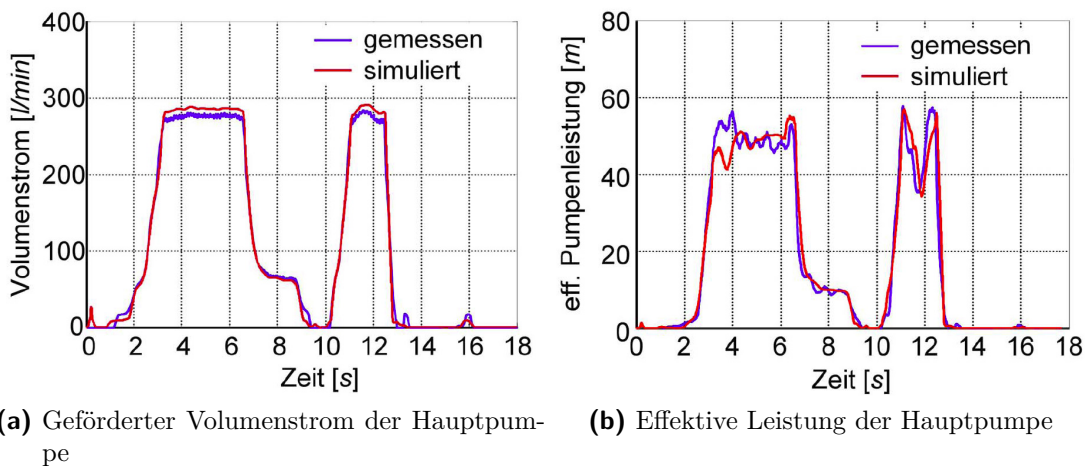 400
300
200
100
0
Volumenstrom [l/min]
gemessen
simuliert
0 2 4 6 8 10 12 14 16 18
Zeit [s]
(a) Geförderter Volumenstrom der Hauptpum-
pe
80
60
40
20
0
eff. Pumpenleistung [m]
gemessen
simuliert
0 2 4 6 8 10 12 14 16 18
Zeit [s]
(b) Effektive Leistung der Hauptpumpe